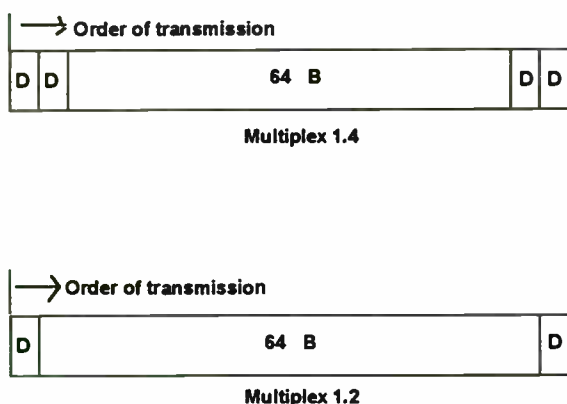 Order of transmission
D D 64 B D D
Multiplex 1.4
Order of transmission
D 64 B D
Multiplex 1.2